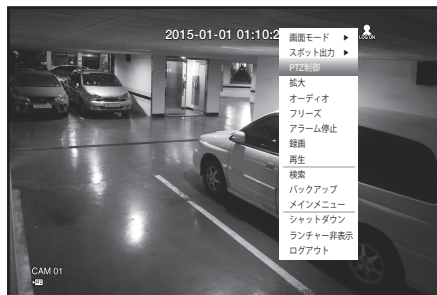 2015-01-01 01:10:2
LOG ON
画面モード ▶
スポット出力 ▶
PTZ制御
拡大
オーディオ
フリーズ
アラーム停止
録画
再生
検索
バックアップ
メインメニュー
シャットダウン
ランチャー非表示
ログアウト
CAM 01